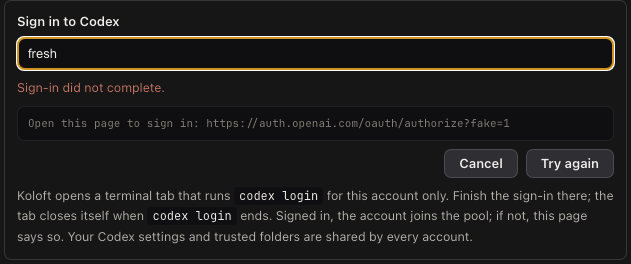 Sign in to Codex
fresh
Sign-in did not complete.
Open this page to sign in: https://auth.openai.com/oauth/authorize?fake=1
Cancel Try again
Koloft opens a terminal tab that runs codex login for this account only. Finish the sign-in there; the
tab closes itself when codex login ends. Signed in, the account joins the pool; if not, this page
says so. Your Codex settings and trusted folders are shared by every account.